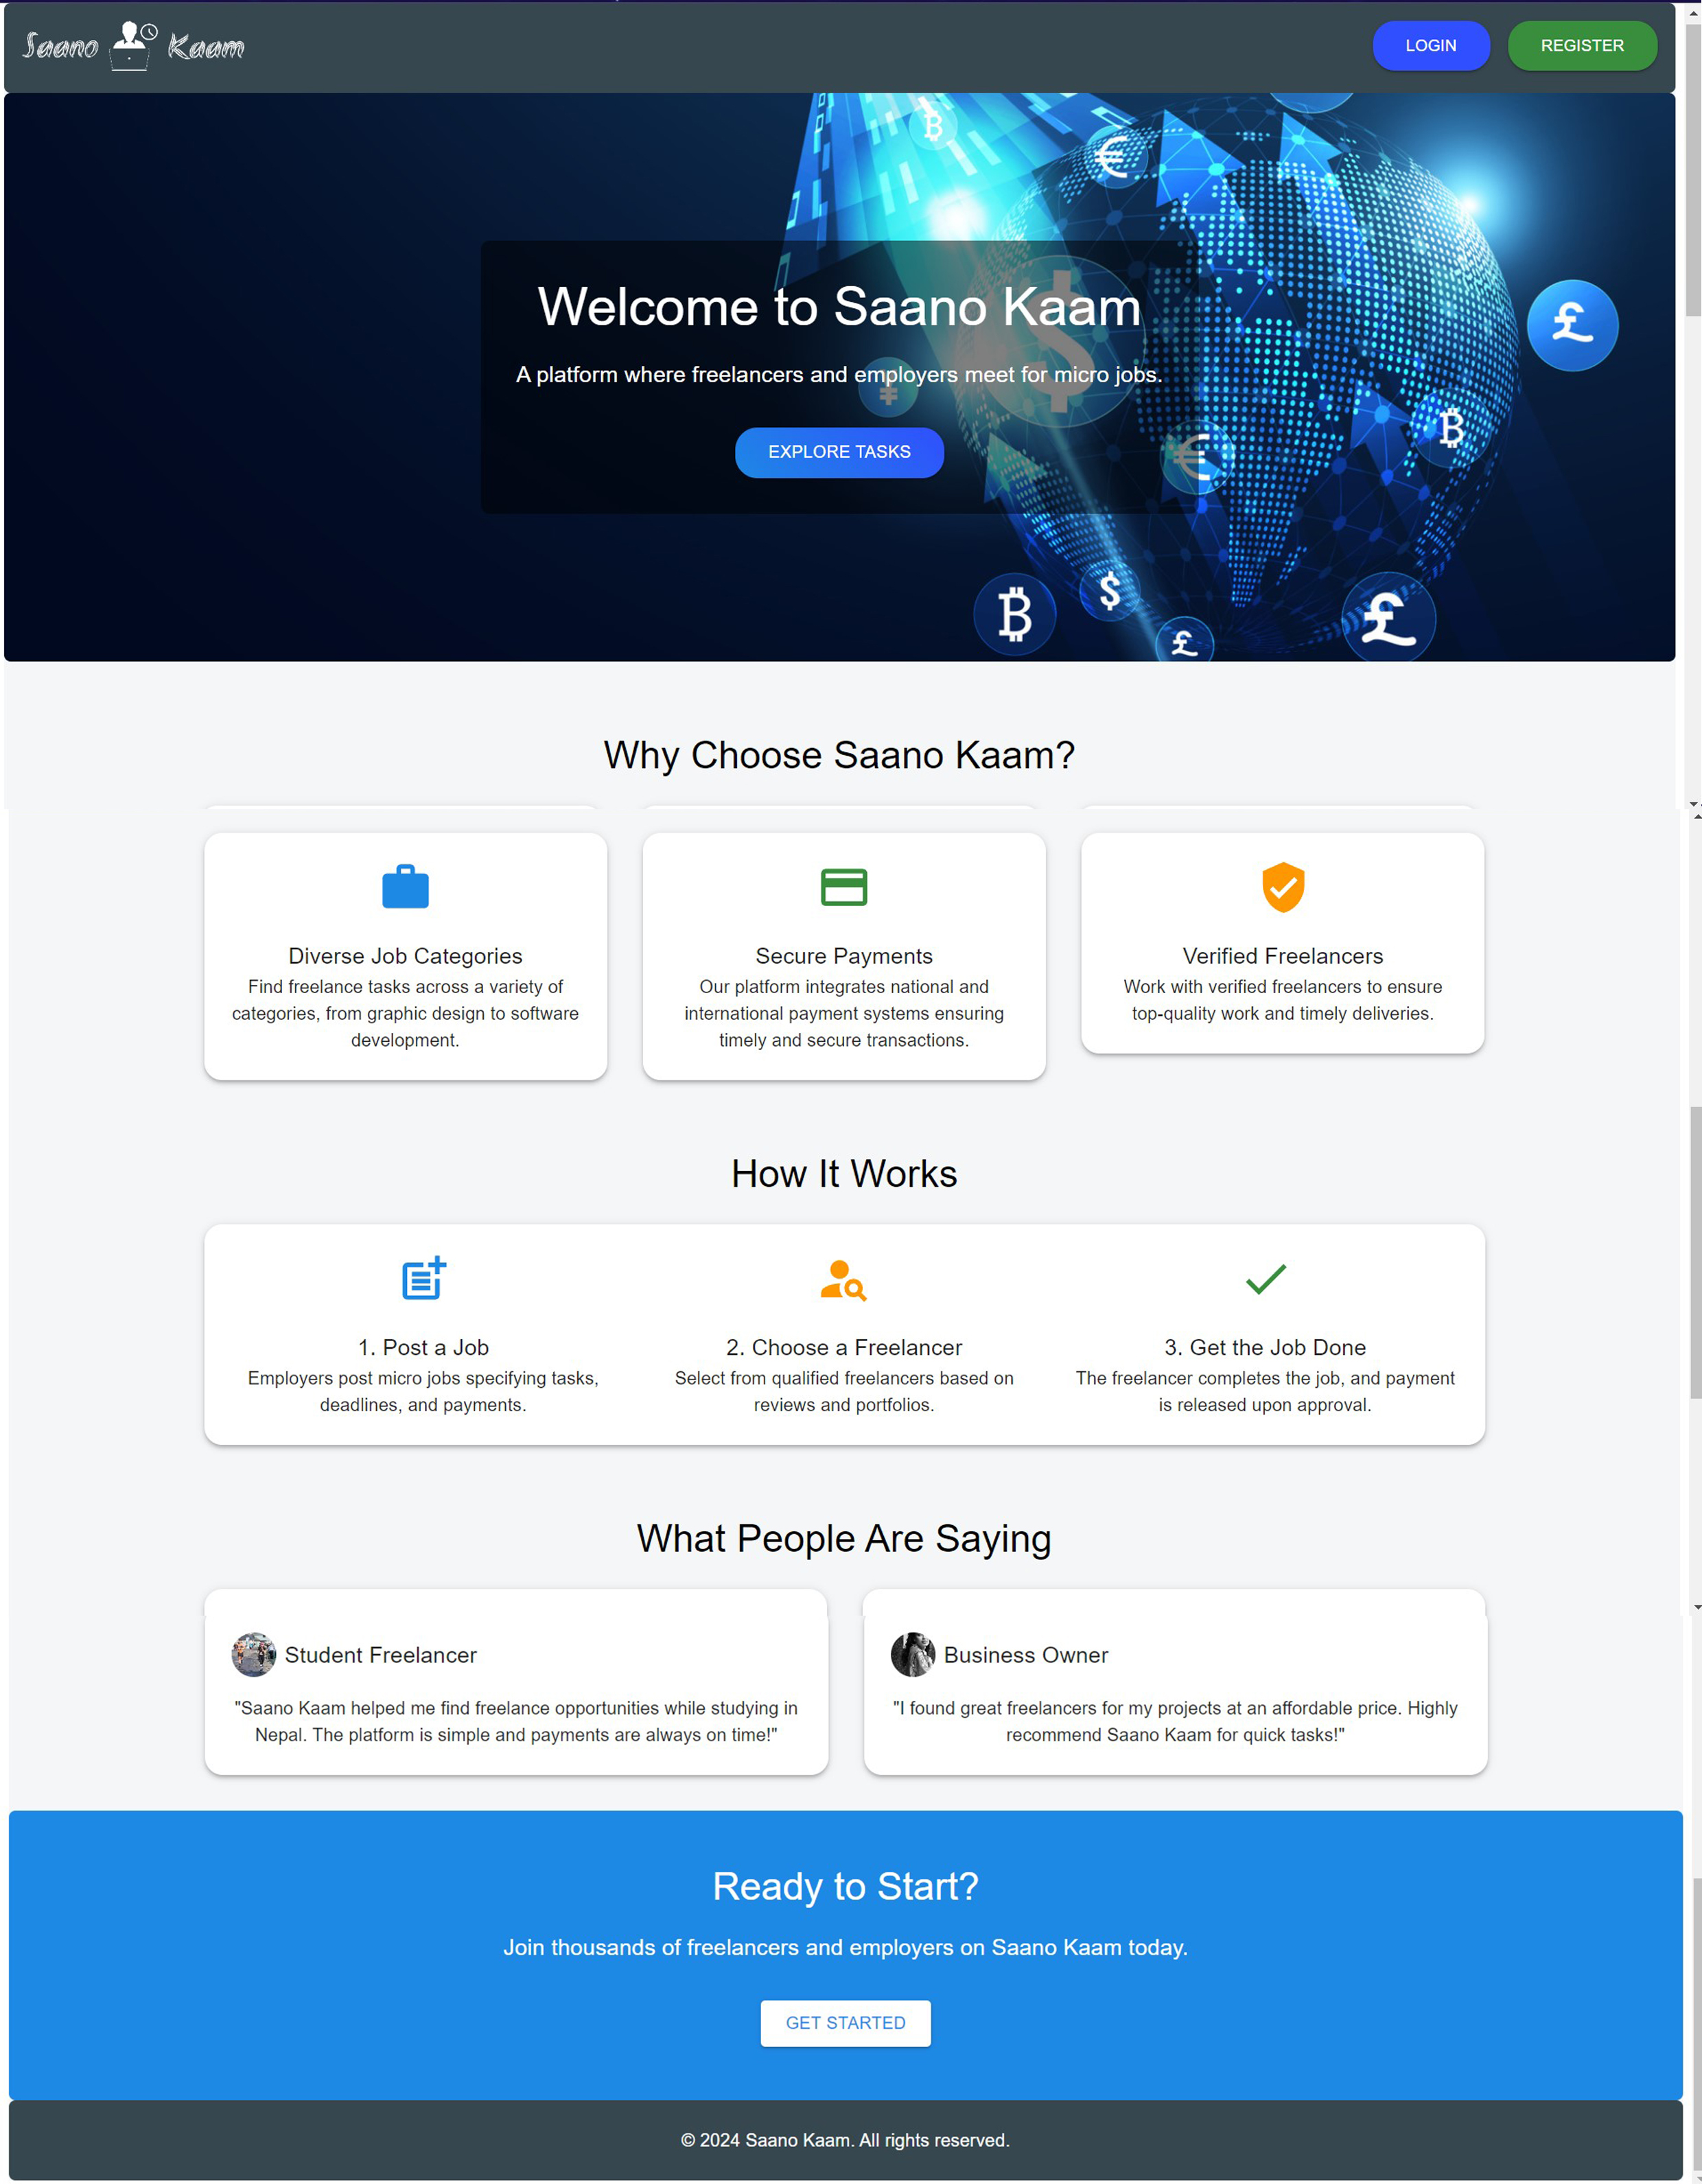 Saano Kaam
LOGIN
REGISTER
Welcome to Saano Kaam
A platform where freelancers and employers meet for micro jobs.
EXPLORE TASKS
Why Choose Saano Kaam?
Diverse Job Categories
Find freelance tasks across a variety of
categories, from graphic design to software
development.
Secure Payments
Our platform integrates national and
international payment systems ensuring
timely and secure transactions.
Verified Freelancers
Work with verified freelancers to ensure
top-quality work and timely deliveries.
How It Works
1. Post a Job
Employers post micro jobs specifying tasks,
deadlines, and payments.
2. Choose a Freelancer
Select from qualified freelancers based on
reviews and portfolios.
3. Get the Job Done
The freelancer completes the job, and payment
is released upon approval.
What People Are Saying
Student Freelancer
"Saano Kaam helped me find freelance opportunities while studying in
Nepal. The platform is simple and payments are always on time!"
Business Owner
"I found great freelancers for my projects at an affordable price. Highly
recommend Saano Kaam for quick tasks!"
Ready to Start?
Join thousands of freelancers and employers on Saano Kaam today.
GET STARTED
© 2024 Saano Kaam. All rights reserved.